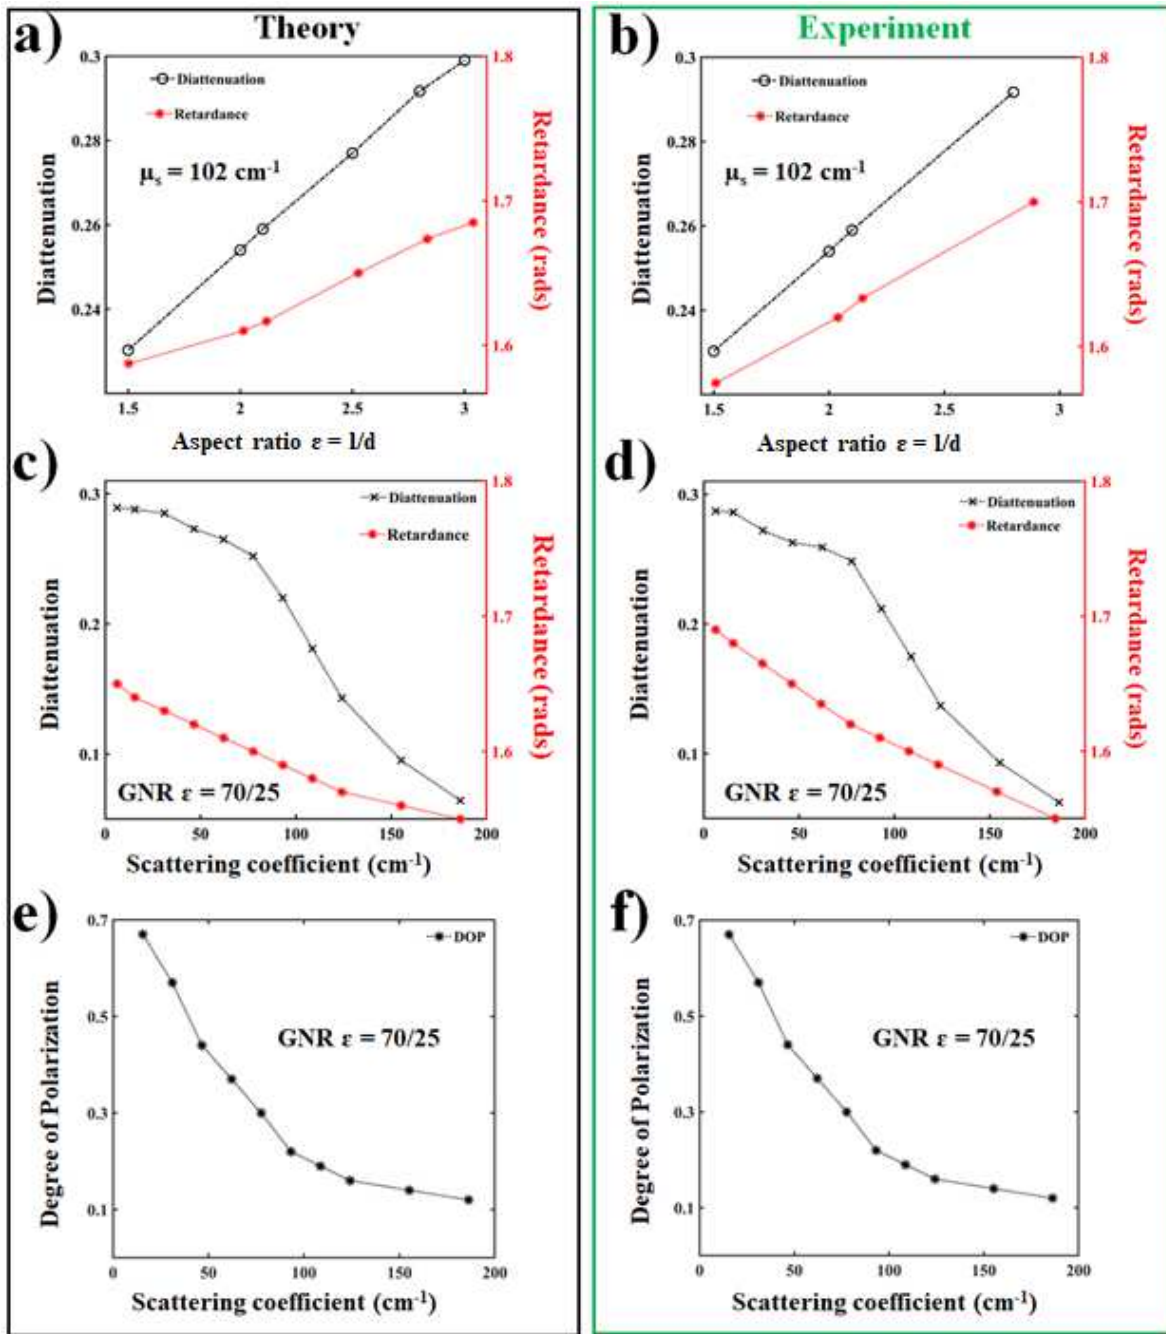 a)
Theory
0.3
0.28
0.26
0.24
Diattenuation
Diattenuation
Retardance
μs = 102 cm-1
1.8
1.7
1.6
Retardance (rads)
1.5
2
2.5
3
Aspect ratio ε = l/d
b)
Experiment
0.3
0.28
0.26
0.24
Diattenuation
Diattenuation
Retardance
μs = 102 cm-1
1.8
1.7
1.6
Retardance (rads)
1.5
2
2.5
3
Aspect ratio ε = l/d
c)
0.3
0.2
0.1
Diattenuation
Diattenuation
Retardance
GNR ε = 70/25
1.8
1.7
1.6
Retardance (rads)
0
50
100
150
200
Scattering coefficient (cm-1)
d)
0.3
0.2
0.1
Diattenuation
Diattenuation
Retardance
GNR ε = 70/25
1.8
1.7
1.6
Retardance (rads)
0
50
100
150
200
Scattering coefficient (cm-1)
e)
0.7
0.5
0.3
0.1
Degree of Polarization
DOP
GNR ε = 70/25
0
50
100
150
200
Scattering coefficient (cm-1)
f)
0.7
0.5
0.3
0.1
Degree of Polarization
DOP
GNR ε = 70/25
0
50
100
150
200
Scattering coefficient (cm-1)